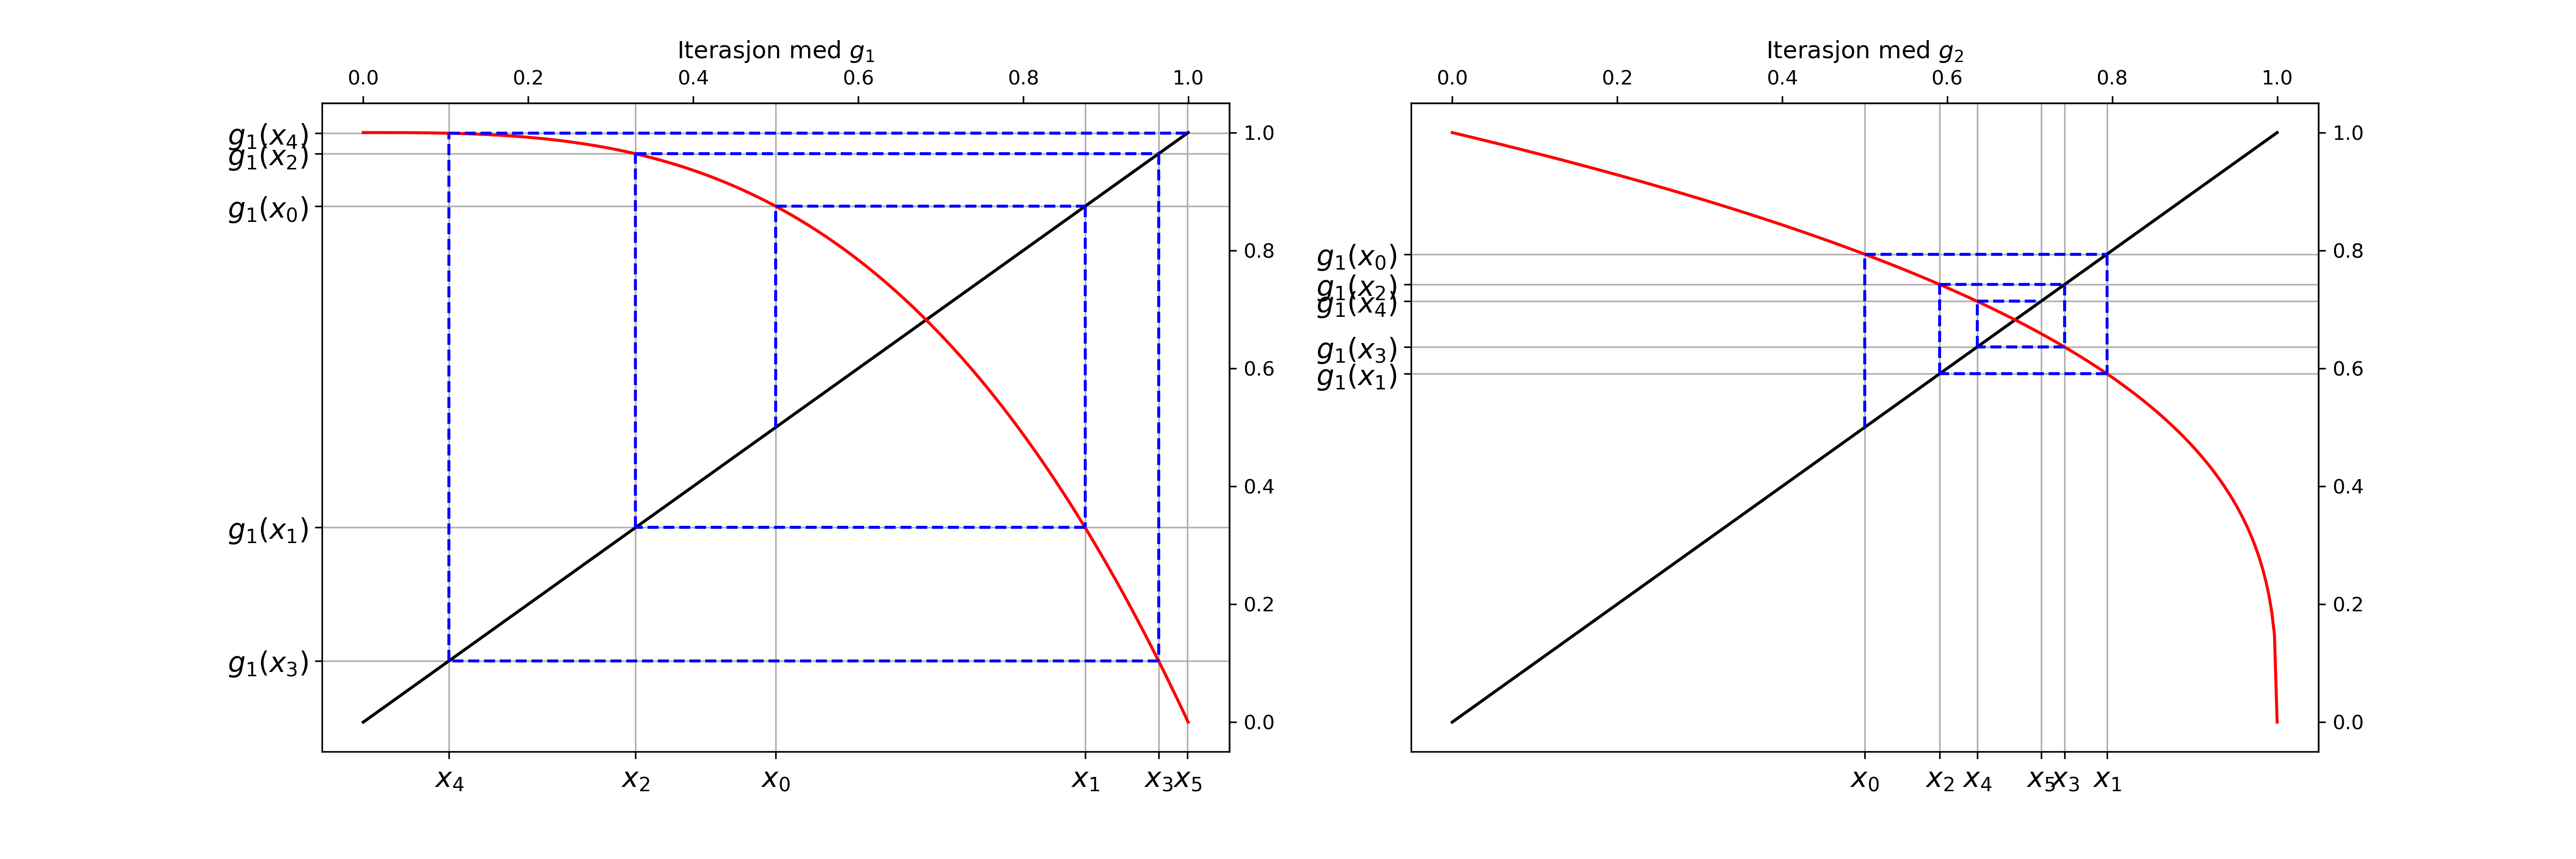 Iterasjon med g₁
0.0 0.2 0.4 0.6 0.8 1.0
g₁(x₄)
g₁(x₂)
g₁(x₀)
g₁(x₁)
g₁(x₃)
1.0
0.8
0.6
0.4
0.2
0.0
x₄ x₂ x₀ x₁ x₃ x₅
Iterasjon med g₂
0.0 0.2 0.4 0.6 0.8 1.0
g₁(x₀)
g₁(x₂)
g₁(x₄)
g₁(x₃)
g₁(x₁)
1.0
0.8
0.6
0.4
0.2
0.0
x₀ x₂ x₄ x₅ x₃ x₁